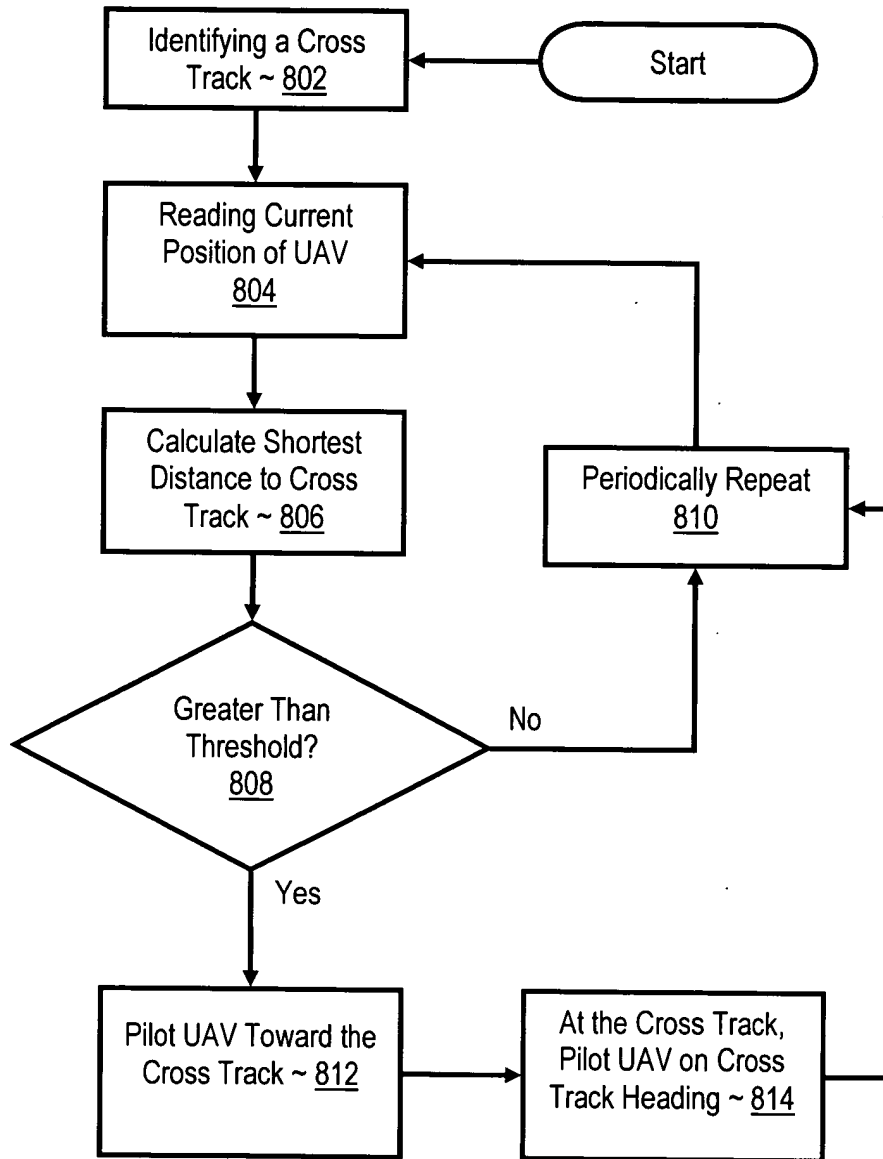 Start
Identifying a Cross
Track ~ 802
Reading Current
Position of UAV
804
Calculate Shortest
Distance to Cross
Track ~ 806
Periodically Repeat
810
Greater Than
Threshold?
808
No
Yes
Pilot UAV Toward the
Cross Track ~ 812
At the Cross Track,
Pilot UAV on Cross
Track Heading ~ 814